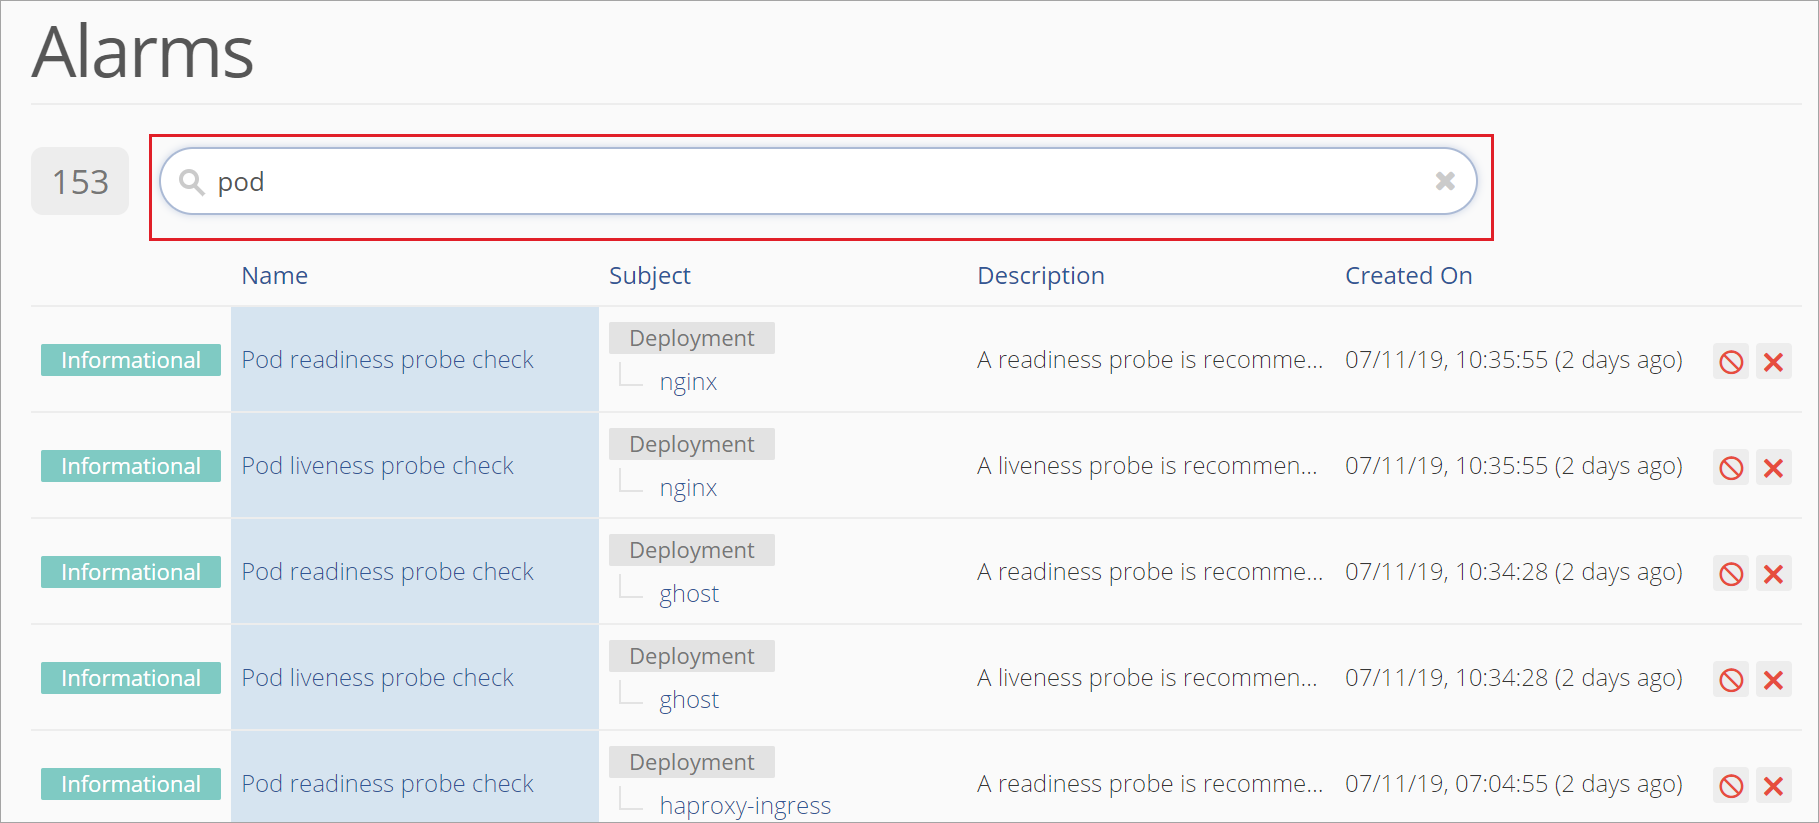 Alarms
153
pod
Name Subject Description Created On
Informational Pod readiness probe check Deployment nginx A readiness probe is recomme... 07/11/19, 10:35:55 (2 days ago)
Informational Pod liveness probe check Deployment nginx A liveness probe is recommen... 07/11/19, 10:35:55 (2 days ago)
Informational Pod readiness probe check Deployment ghost A readiness probe is recomme... 07/11/19, 10:34:28 (2 days ago)
Informational Pod liveness probe check Deployment ghost A liveness probe is recommen... 07/11/19, 10:34:28 (2 days ago)
Informational Pod readiness probe check Deployment haproxy-ingress A readiness probe is recomme... 07/11/19, 07:04:55 (2 days ago)